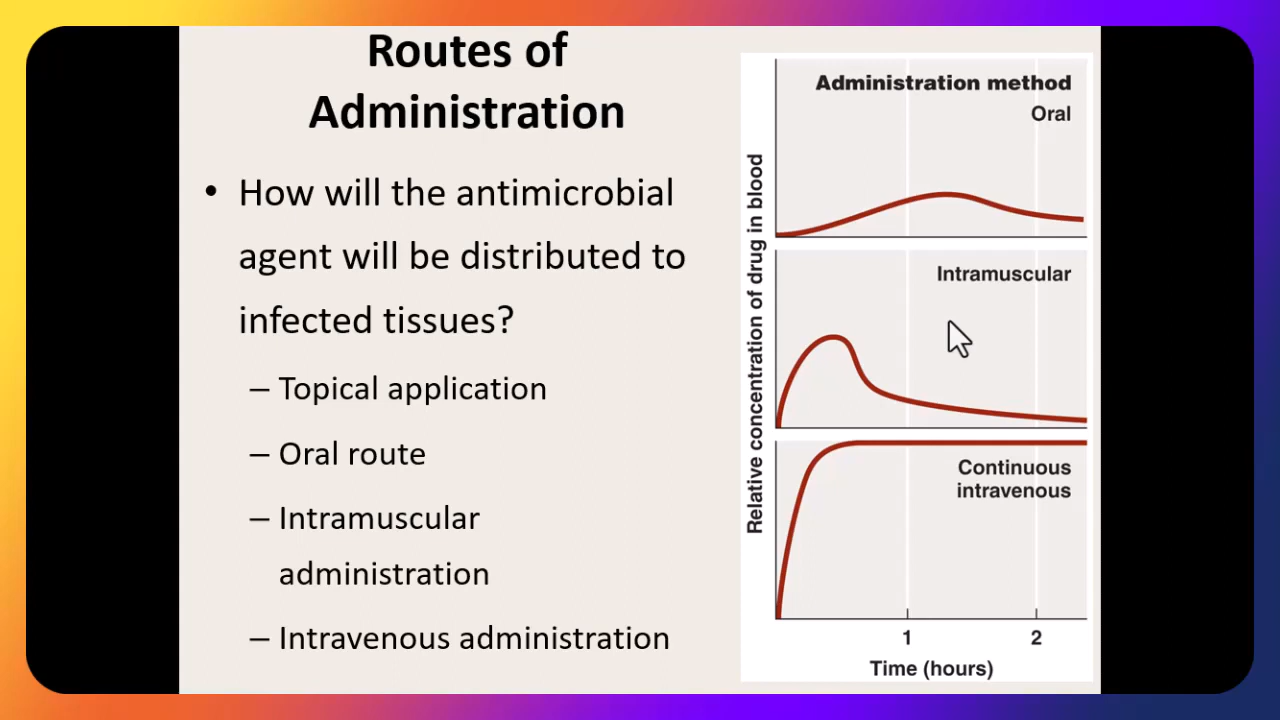 Routes of
Administration
• How will the antimicrobial
agent will be distributed to
infected tissues?
– Topical application
– Oral route
– Intramuscular
administration
– Intravenous administration
Relative concentration of drug in blood
Administration method
Oral
Intramuscular
Continuous
intravenous
1 2
Time (hours)